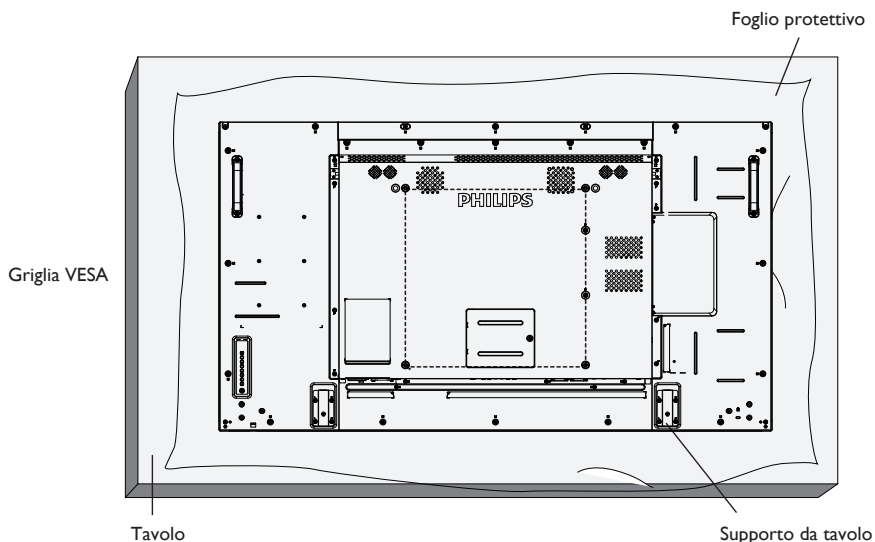 Foglio protettivo
PHILIPS
Griglia VESA
Tavolo
Supporto da tavolo